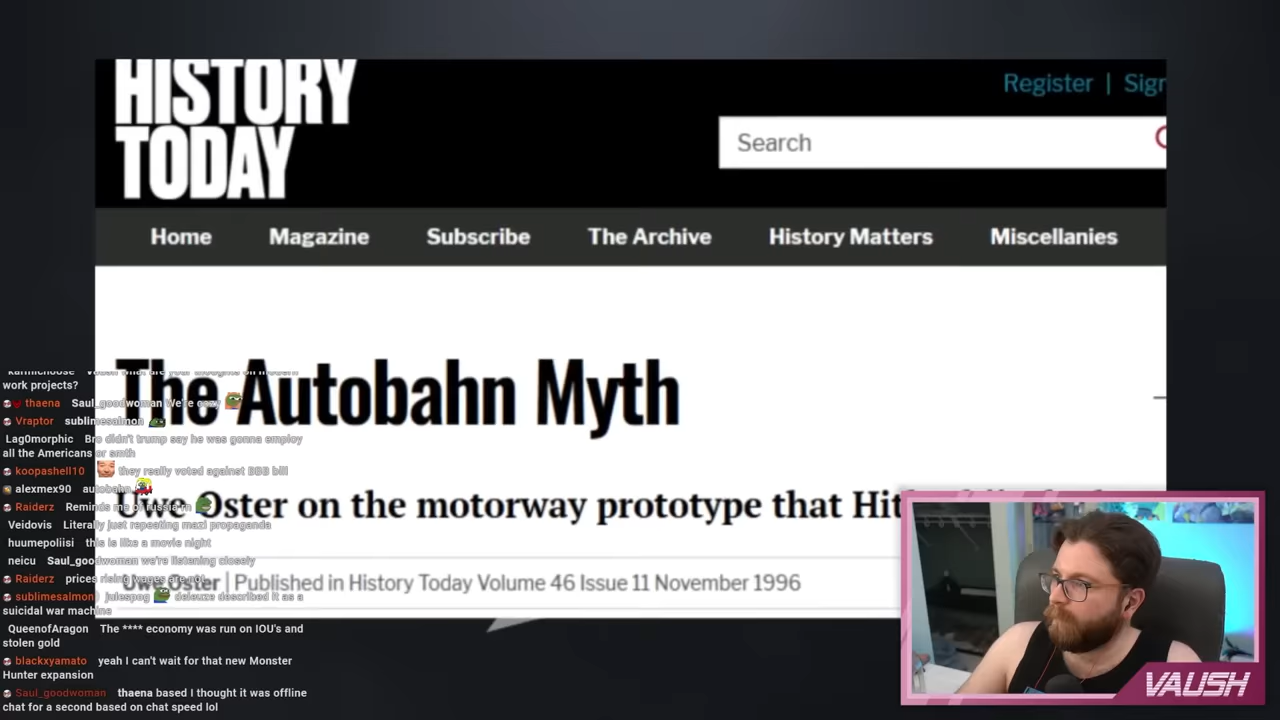 HISTORY
TODAY
Register | Sign
Search
Home Magazine Subscribe The Archive History Matters Miscellanies
The Autobahn Myth
Uwe Oster on the motorway prototype that Hit
Uwe Oster | Published in History Today Volume 46 Issue 11 November 1996
work projects?
thaena Saul_goodwoman We're cozy
Vraptor sublimesalmon
Lag0morphic Bro didn't trump say he was gonna employ
all the Americans or smth
koopashell10 they really voted against BBB bill
alexmex90 autobahn
Raiderz Reminds me of russia rn
Veidovis Literally just repeating mazi propaganda
huumepoliisi this is like a movie night
neicu Saul_goodwoman we're listening closely
Raiderz prices rising wages are not
sublimesalmon julespog deleuze described it as a
suicidal war machine
QueenofAragon The **** economy was run on IOU's and
stolen gold
blackxyamato yeah I can't wait for that new Monster
Hunter expansion
Saul_goodwoman thaena based I thought it was offline
chat for a second based on chat speed lol
VAUSH